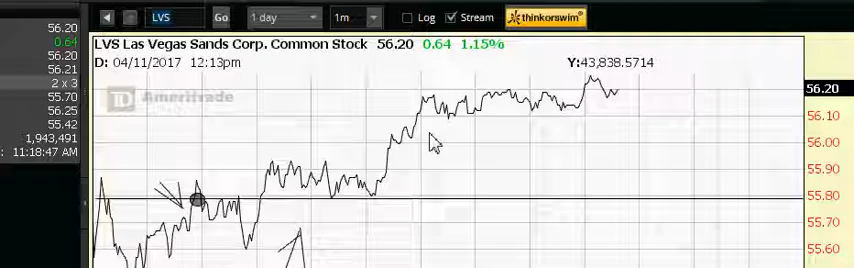 LVS Go 1 day 1m Log Stream thinkorswim
LVS Las Vegas Sands Corp. Common Stock 56.20 0.64 1.15%
D: 04/11/2017 12:13pm Y:43,838.5714
TD Ameritrade
56.20
0.64
56.20
56.21
2 x 3
55.70
56.25
55.42
1,943,491
: 11:18:47 AM
56.20
56.10
56.00
55.90
55.80
55.70
55.60